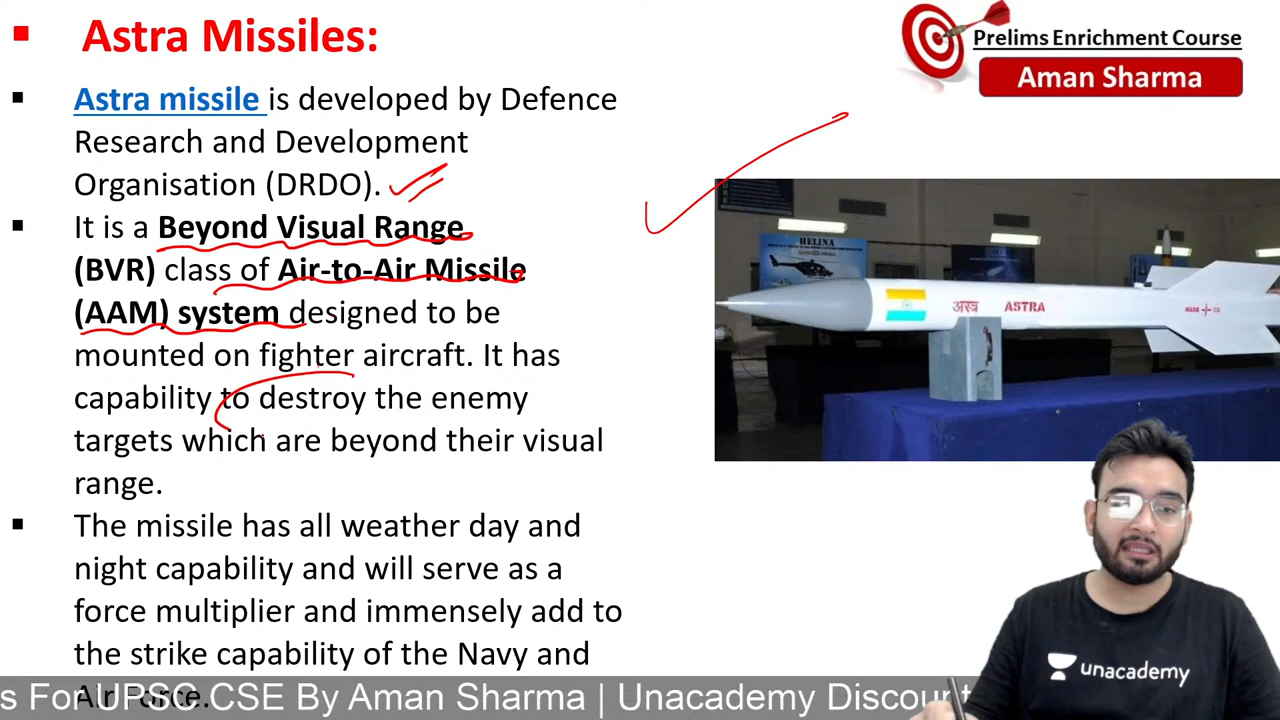 Astra Missiles:
Prelims Enrichment Course
Aman Sharma
Astra missile is developed by Defence
Research and Development
Organisation (DRDO).
It is a Beyond Visual Range
(BVR) class of Air-to-Air Missile
(AAM) system designed to be
mounted on fighter aircraft. It has
capability to destroy the enemy
targets which are beyond their visual
range.
The missile has all weather day and
night capability and will serve as a
force multiplier and immensely add to
the strike capability of the Navy and
Air Force.
HELINA
अस्त्र ASTRA
CG
unacademy
s For UPSC CSE By Aman Sharma | Unacademy Discount